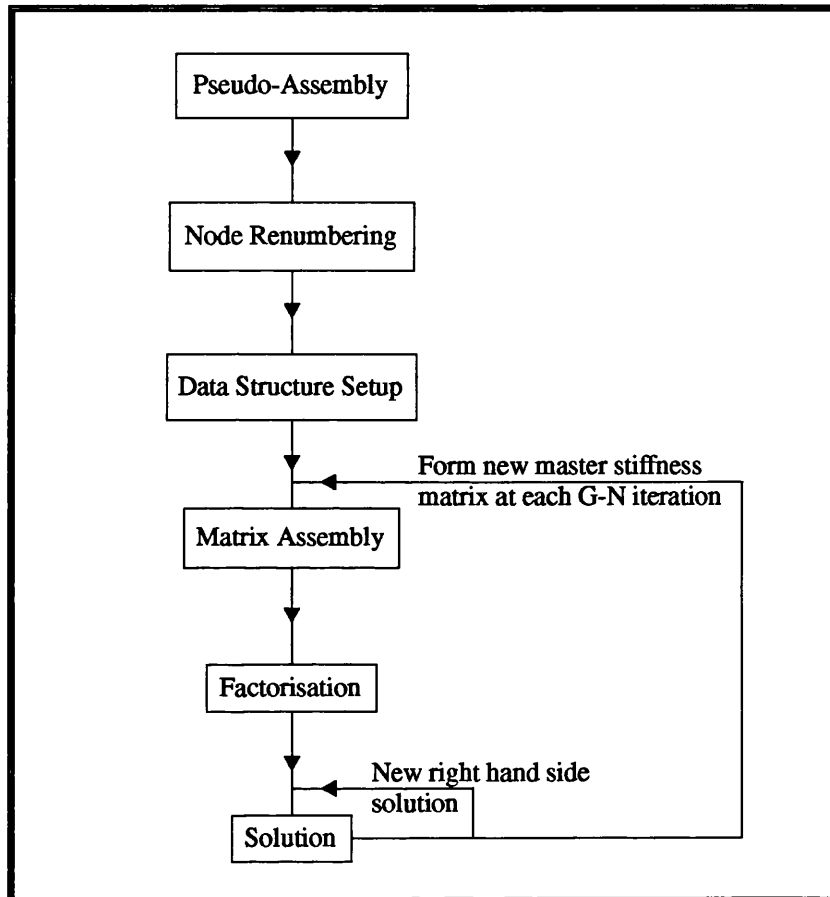 Pseudo-Assembly
Node Renumbering
Data Structure Setup
Form new master stiffness
matrix at each G-N iteration
Matrix Assembly
Factorisation
New right hand side
solution
Solution